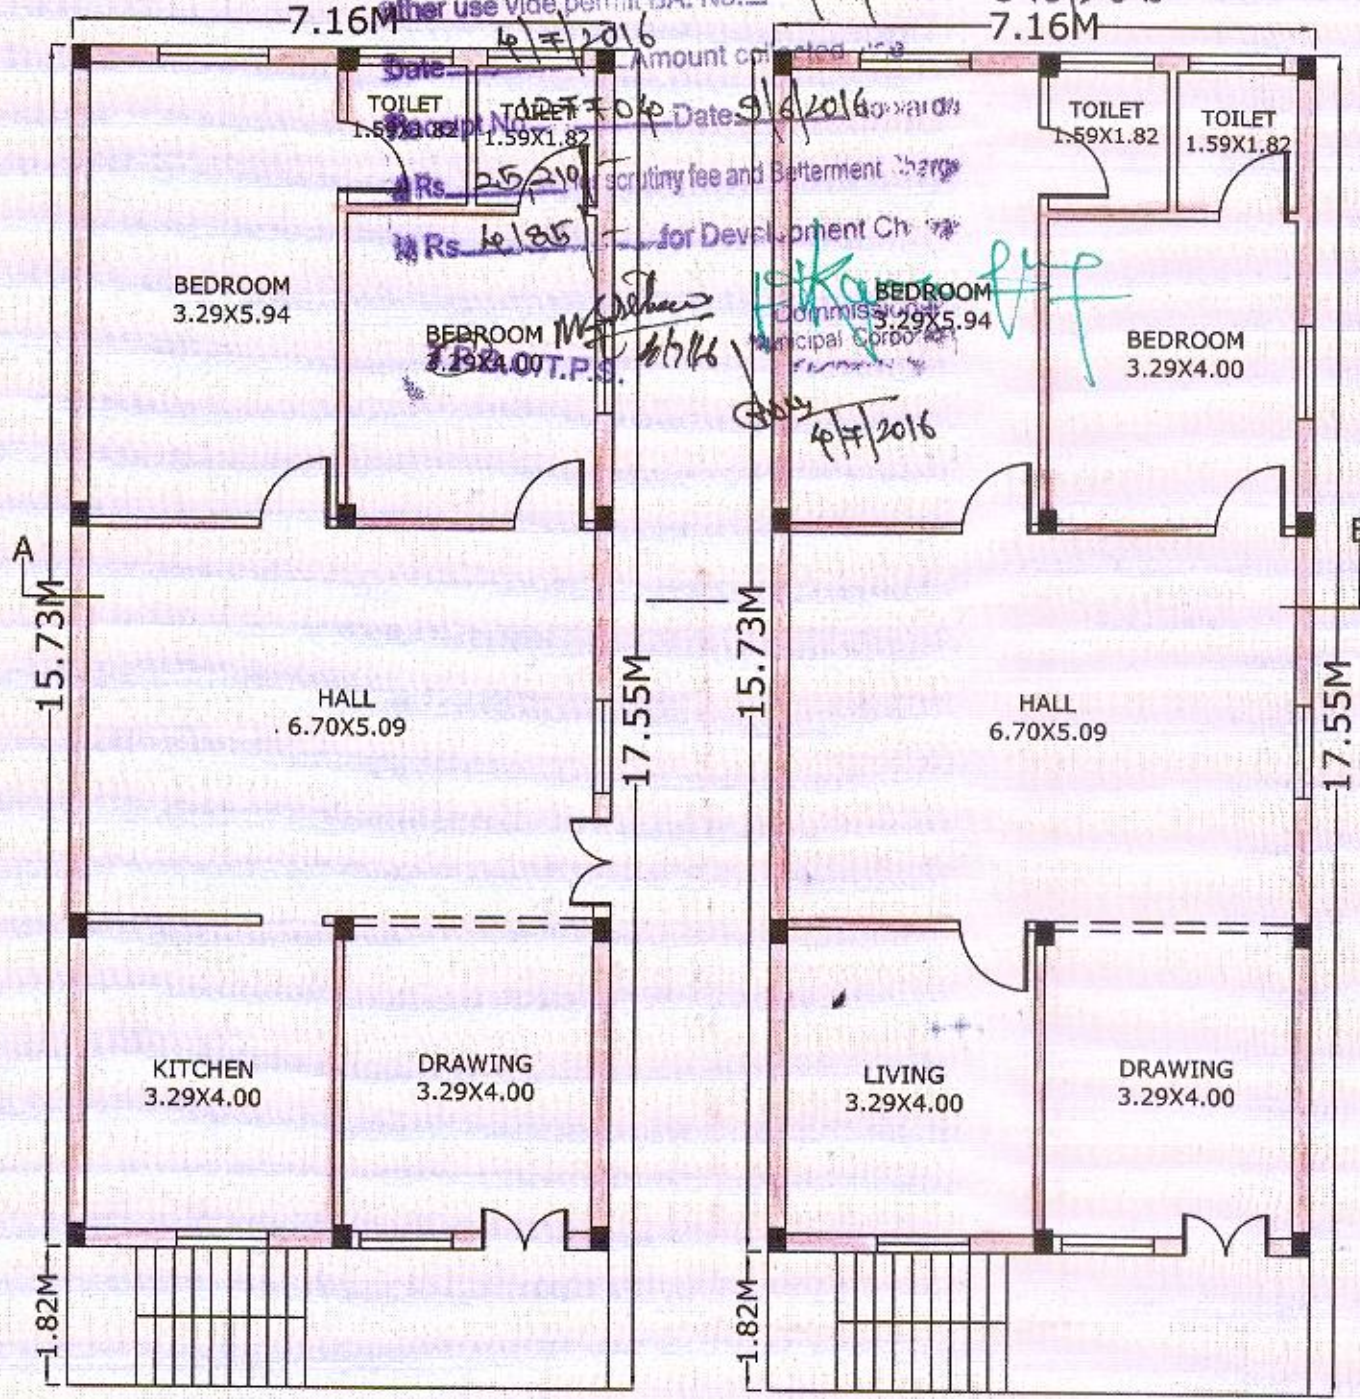 other use vide permit BA. No.
7.16M
7.16M
4/7/2016
Date
Amount collected
Receipt No.
Date 9/6/2016 towards
Rs. 25210 scrutiny fee and Betterment Charge
Rs 4185 for Development Ch
TOILET
1.59X1.82
TOILET
1.59X1.82
TOILET
1.59X1.82
TOILET
1.59X1.82
BEDROOM
3.29X5.94
BEDROOM
3.29X4.00
T.P.S.
BEDROOM
3.29X5.94
Commissioner
Municipal Corporation
BEDROOM
3.29X4.00
4/7/2016
A
15.73M
HALL
6.70X5.09
17.55M
15.73M
HALL
6.70X5.09
17.55M
KITCHEN
3.29X4.00
DRAWING
3.29X4.00
LIVING
3.29X4.00
DRAWING
3.29X4.00
1.82M
1.82M